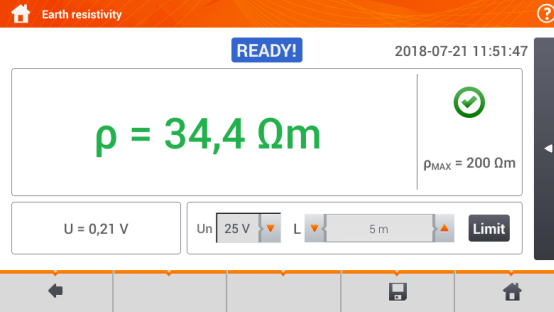 Earth resistivity
?
READY!
2018-07-21 11:51:47
ρ = 34,4 Ωm
ρMAX = 200 Ωm
U = 0,21 V
Un 25 V L 5 m Limit